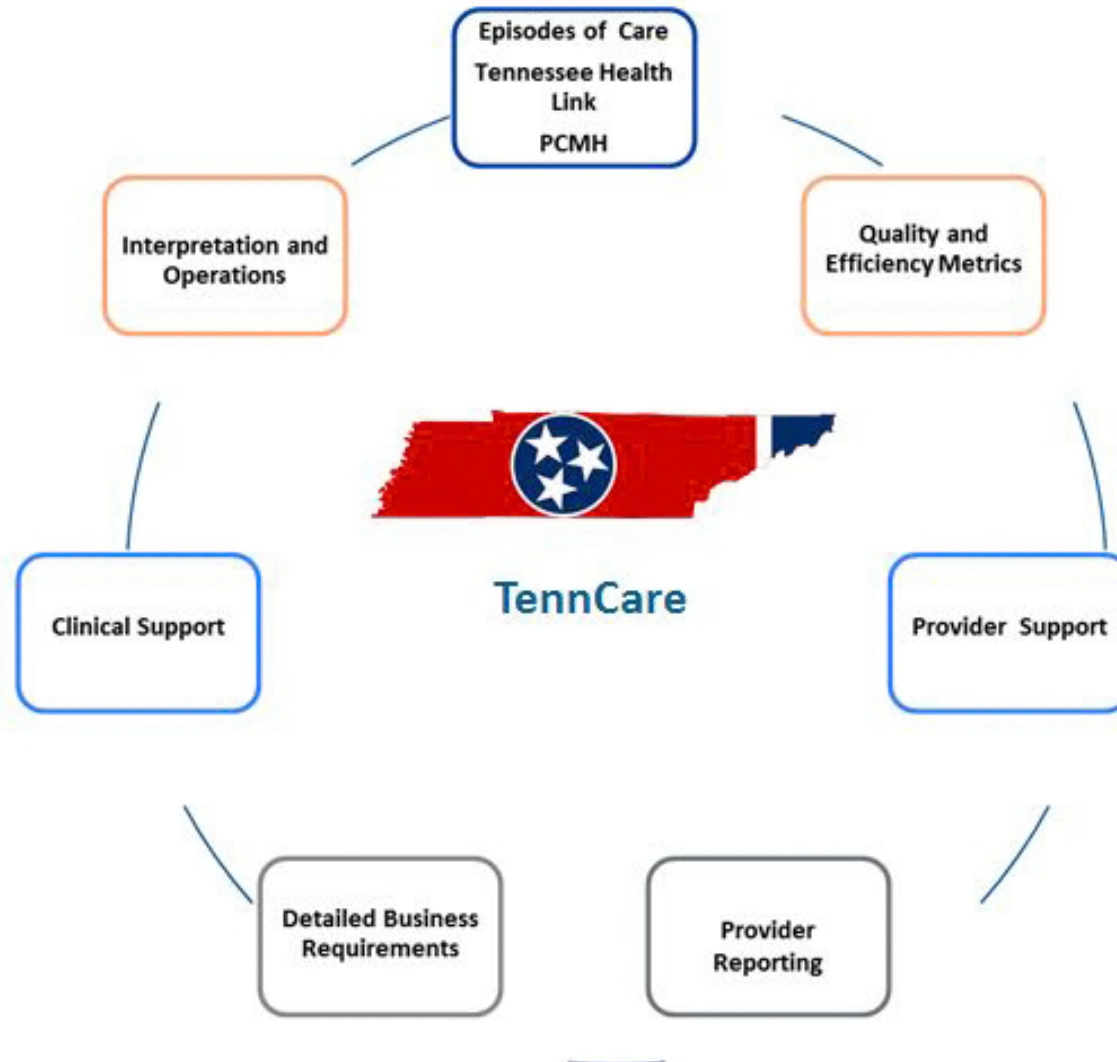 Episodes of Care
Tennessee Health
Link
PCMH
Interpretation and
Operations
Quality and
Efficiency Metrics
TennCare
Clinical Support
Provider Support
Detailed Business
Requirements
Provider
Reporting